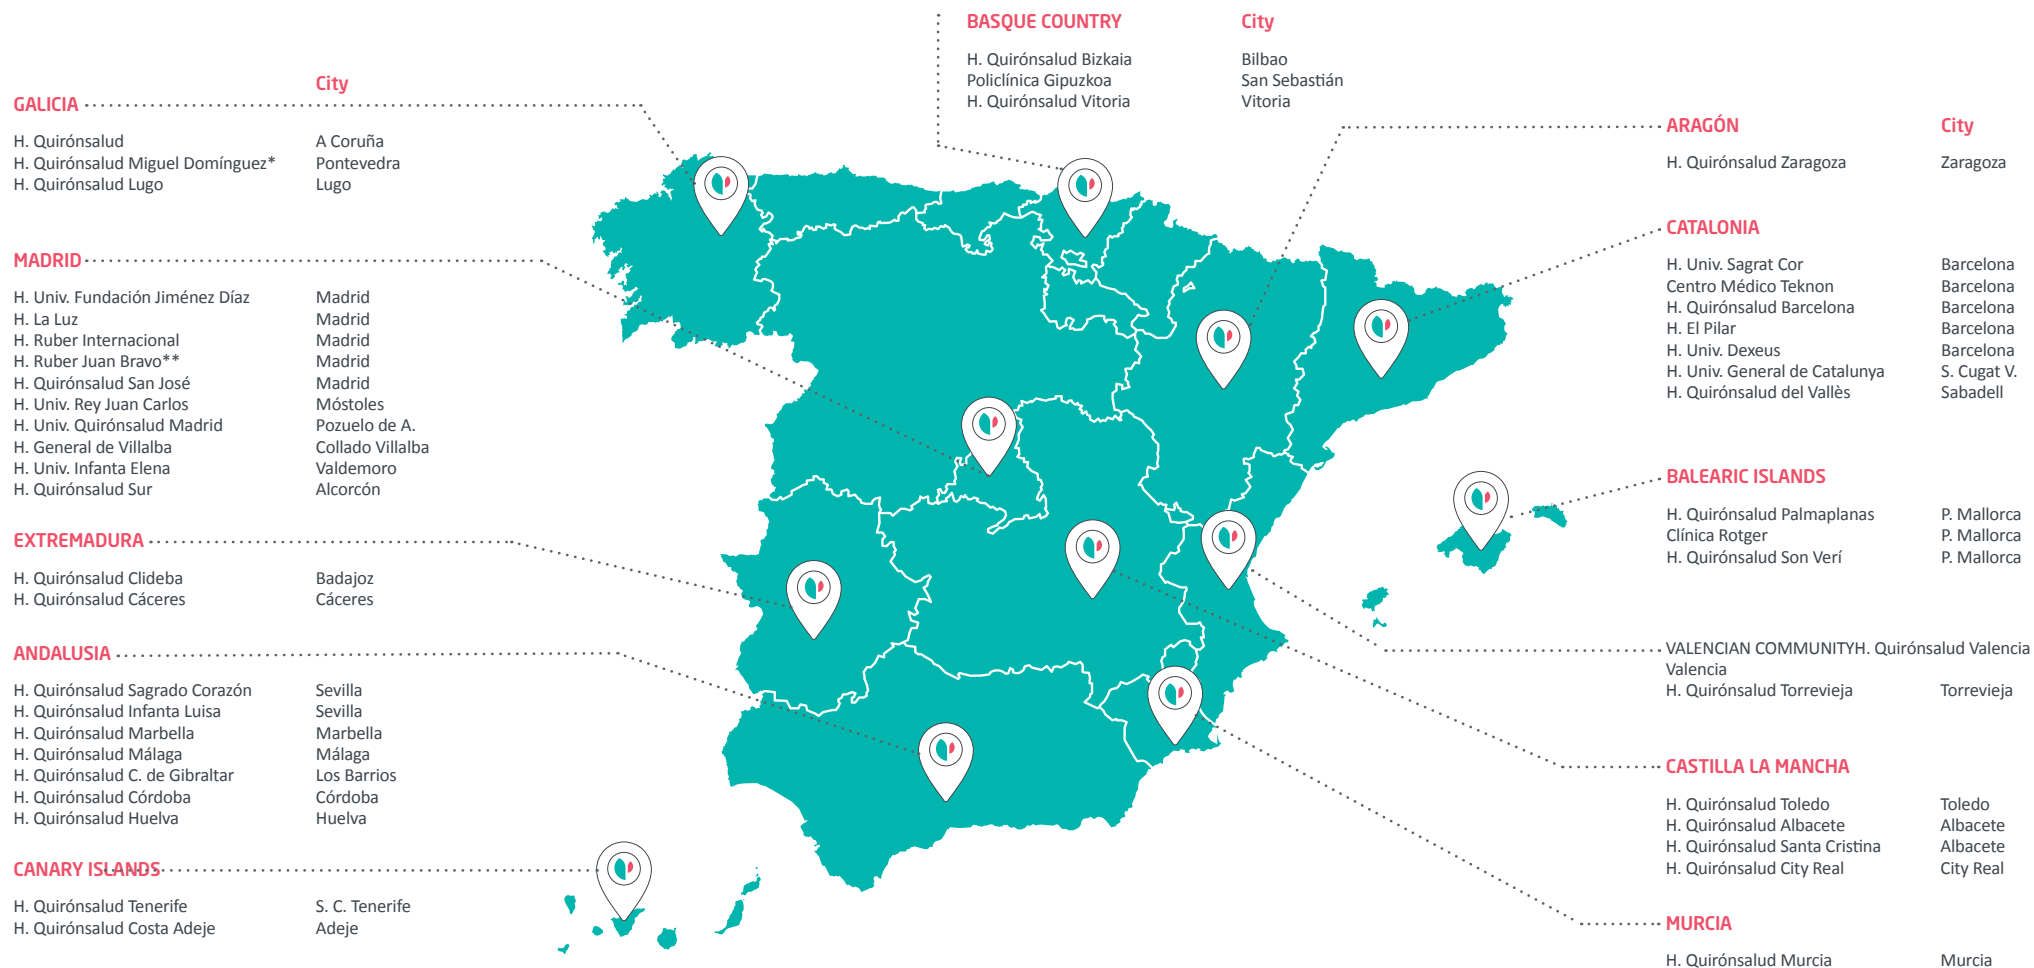 BASQUE COUNTRY City
H. Quirónsalud Bizkaia Bilbao
Policlínica Gipuzkoa San Sebastián
H. Quirónsalud Vitoria Vitoria
City
GALICIA
H. Quirónsalud A Coruña
H. Quirónsalud Miguel Domínguez* Pontevedra
H. Quirónsalud Lugo Lugo
MADRID
H. Univ. Fundación Jiménez Díaz Madrid
H. La Luz Madrid
H. Ruber Internacional Madrid
H. Ruber Juan Bravo** Madrid
H. Quirónsalud San José Madrid
H. Univ. Rey Juan Carlos Móstoles
H. Univ. Quirónsalud Madrid Pozuelo de A.
H. General de Villalba Collado Villalba
H. Univ. Infanta Elena Valdemoro
H. Quirónsalud Sur Alcorcón
EXTREMADURA
H. Quirónsalud Clideba Badajoz
H. Quirónsalud Cáceres Cáceres
ANDALUSIA
H. Quirónsalud Sagrado Corazón Sevilla
H. Quirónsalud Infanta Luisa Sevilla
H. Quirónsalud Marbella Marbella
H. Quirónsalud Málaga Málaga
H. Quirónsalud C. de Gibraltar Los Barrios
H. Quirónsalud Córdoba Córdoba
H. Quirónsalud Huelva Huelva
CANARY ISLANDS
H. Quirónsalud Tenerife S. C. Tenerife
H. Quirónsalud Costa Adeje Adeje
ARAGÓN City
H. Quirónsalud Zaragoza Zaragoza
CATALONIA
H. Univ. Sagrat Cor Barcelona
Centro Médico Teknon Barcelona
H. Quirónsalud Barcelona Barcelona
H. El Pilar Barcelona
H. Univ. Dexeus Barcelona
H. Univ. General de Catalunya S. Cugat V.
H. Quirónsalud del Vallès Sabadell
BALEARIC ISLANDS
H. Quirónsalud Palmaplanas P. Mallorca
Clínica Rotger P. Mallorca
H. Quirónsalud Son Verí P. Mallorca
VALENCIAN COMMUNITYH. Quirónsalud Valencia
Valencia
H. Quirónsalud Torrevieja Torrevieja
CASTILLA LA MANCHA
H. Quirónsalud Toledo Toledo
H. Quirónsalud Albacete Albacete
H. Quirónsalud Santa Cristina Albacete
H. Quirónsalud City Real City Real
MURCIA
H. Quirónsalud Murcia Murcia